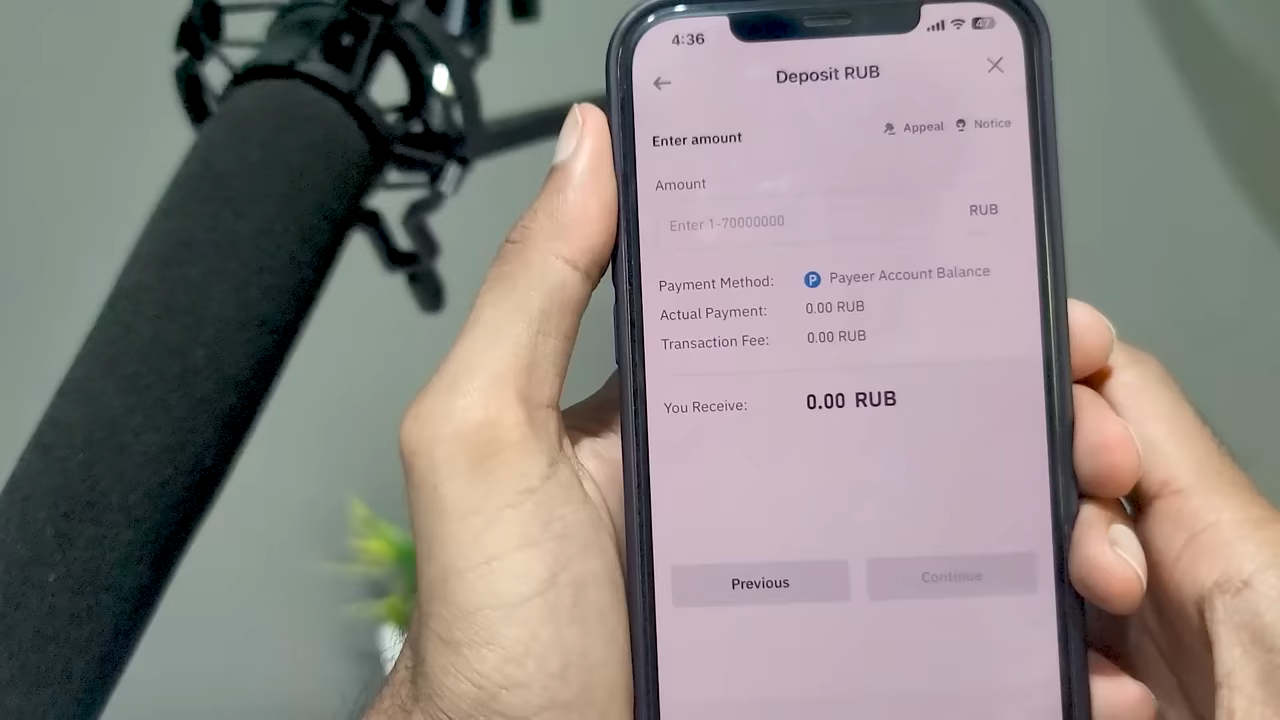 4:36
47
Deposit RUB
Enter amount
Appeal Notice
Amount
Enter 1-70000000 RUB
Payment Method: P Payeer Account Balance
Actual Payment: 0.00 RUB
Transaction Fee: 0.00 RUB
You Receive: 0.00 RUB
Previous Continue